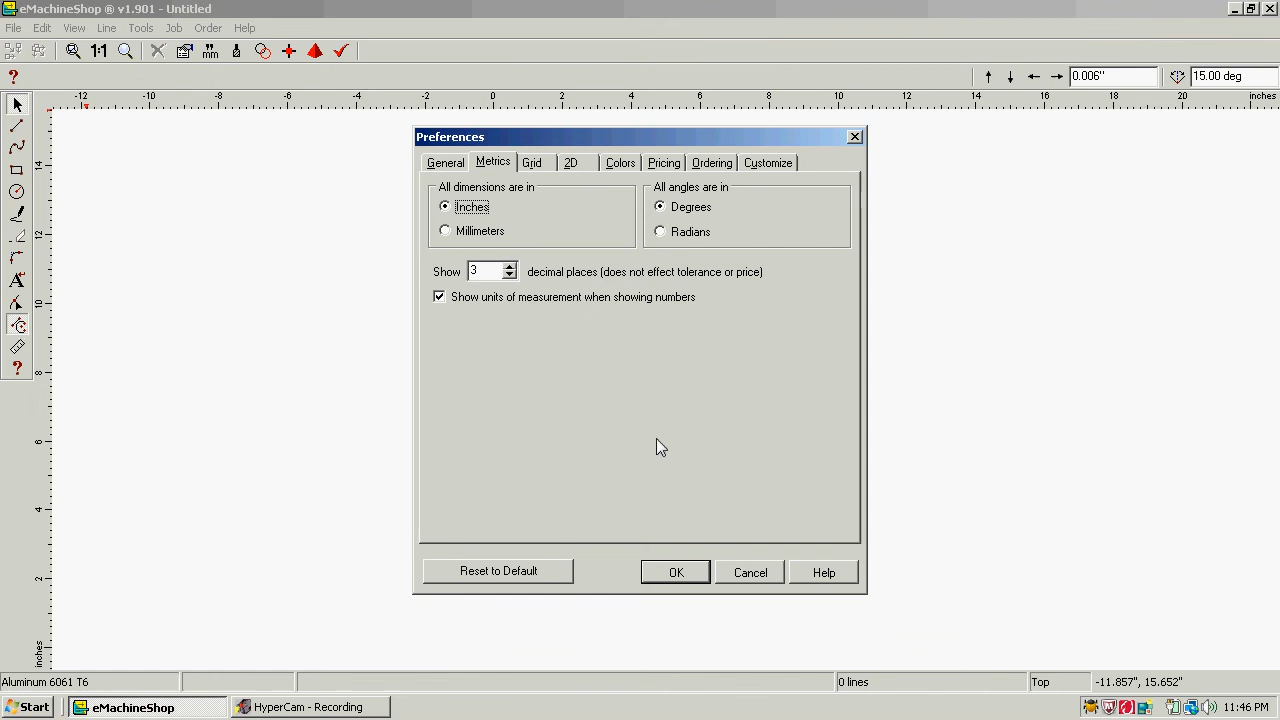 eMachineShop ® v1.901 - Untitled
File Edit View Line Tools Job Order Help
1:1
0.006" 15.00 deg
-12 -10 -8 -6 -4 -2 0 2 4 6 8 10 12 14 16 18 20 inches
14
12
10
8
6
4
2
inches
Preferences
General Metrics Grid 2D Colors Pricing Ordering Customize
All dimensions are in All angles are in
Inches Degrees
Millimeters Radians
Show 3 decimal places (does not effect tolerance or price)
Show units of measurement when showing numbers
Reset to Default OK Cancel Help
Aluminum 6061 T6 0 lines Top -11.857", 15.652"
Start eMachineShop HyperCam - Recording 11:46 PM